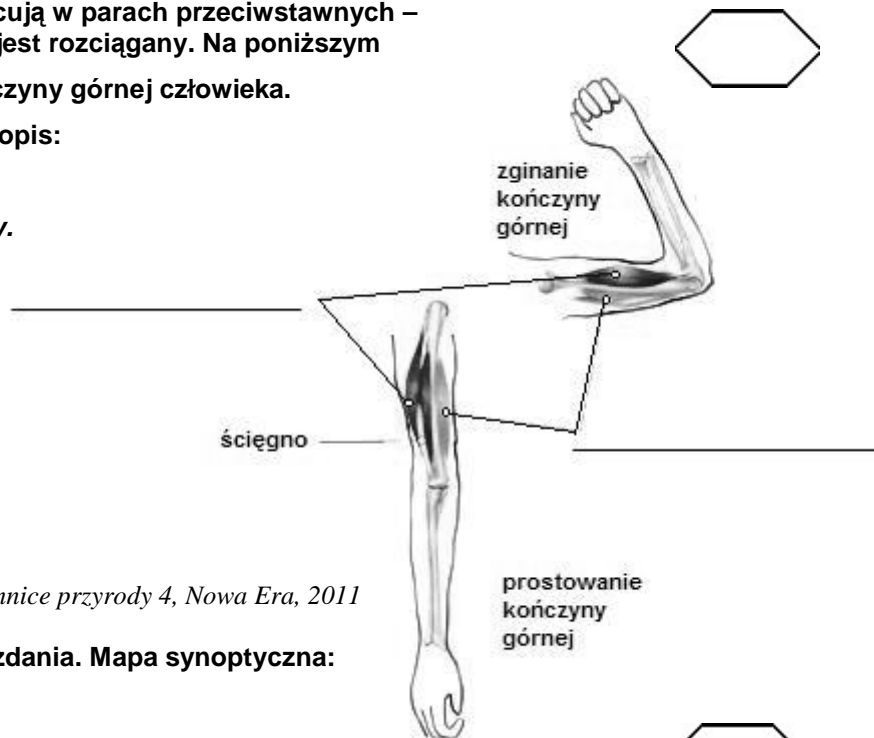 cują w parach przeciwstawnych –
jest rozciągany. Na poniższym
czyny górnej człowieka.
opis:
y.
zginanie
kończyny
górnej
ścięgno
prostowanie
kończyny
górnej
nnice przyrody 4, Nowa Era, 2011
zdania. Mapa synoptyczna: